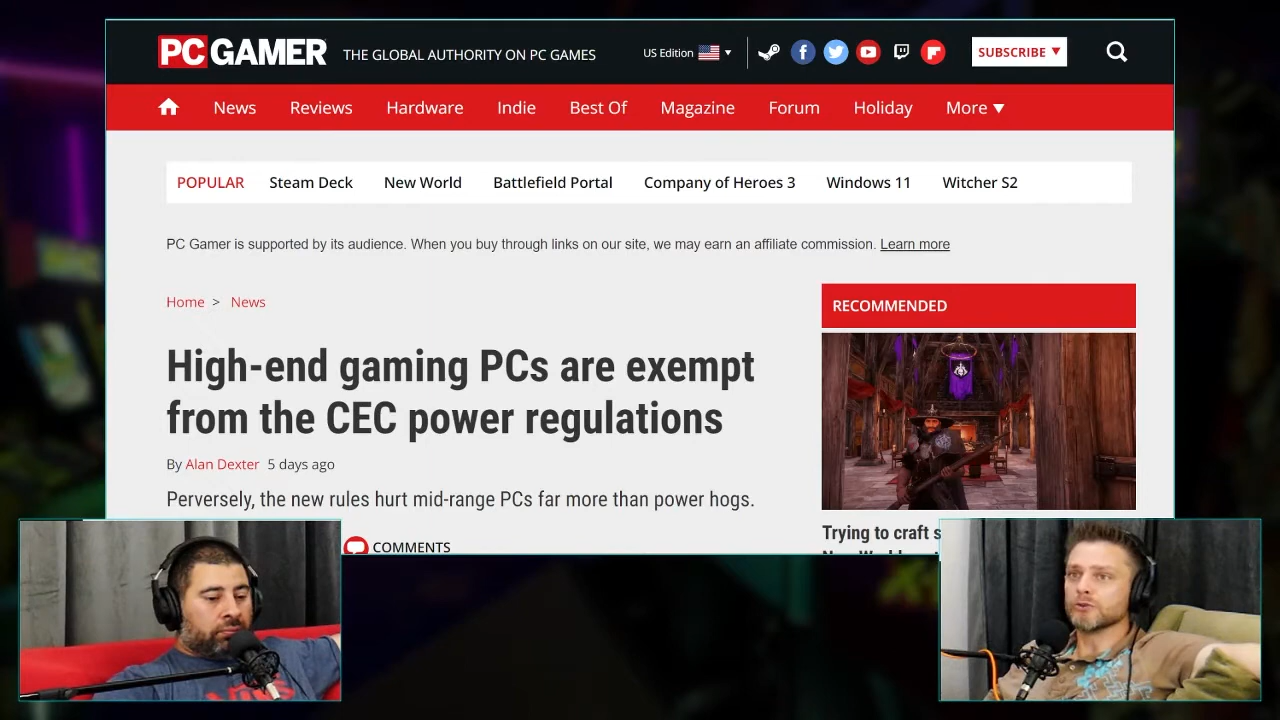 PC GAMER THE GLOBAL AUTHORITY ON PC GAMES US Edition SUBSCRIBE
News Reviews Hardware Indie Best Of Magazine Forum Holiday More
POPULAR Steam Deck New World Battlefield Portal Company of Heroes 3 Windows 11 Witcher S2
PC Gamer is supported by its audience. When you buy through links on our site, we may earn an affiliate commission. Learn more
Home > News
High-end gaming PCs are exempt
from the CEC power regulations
By Alan Dexter 5 days ago
Perversely, the new rules hurt mid-range PCs far more than power hogs.
COMMENTS
RECOMMENDED
Trying to craft s